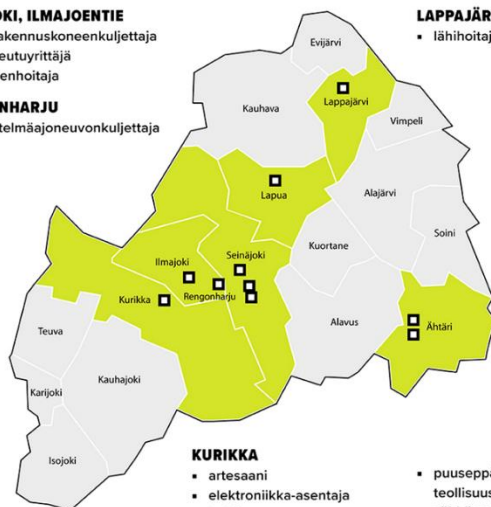 OKI, ILMAJOENTIE
akennuskoneenkuljettaja
eutuyrittäjä
enhoitaja
NHARJU
telmäajoneuvonkuljettaja
LAPPAJÄR
▪ lähihoitaj
Evijärvi
Kauhava
Lappajärvi
Vimpeli
Lapua
Alajärvi
Soini
Kuortane
Ilmajoki
Seinäjoki
Rengonharju
Kurikka
Alavus
Ähtäri
Teuva
Kauhajoki
Karijoki
Isojoki
KURIKKA
▪ artesaani
▪ elektroniikka-asentaja
▪ puuseppä
teollisuus